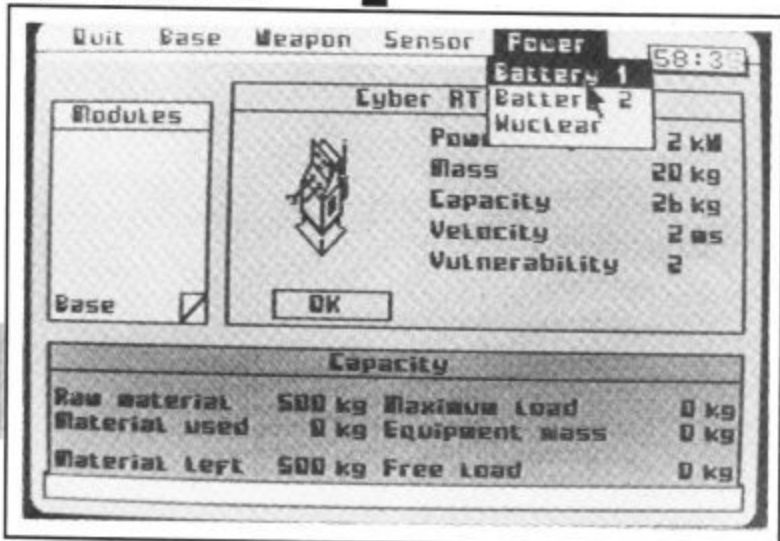 Quit Base Weapon Sensor Power
58:3
Battery 1
Cyber RT Batter 2
Modules
Nuclear
Pow 2 kW
Mass 20 kg
Capacity 26 kg
Velocity 2 ms
Vulnerability 2
Base
OK
Capacity
Raw material 500 kg Maximum load 0 kg
Material used 0 kg Equipment mass 0 kg
Material left 500 kg Free load 0 kg